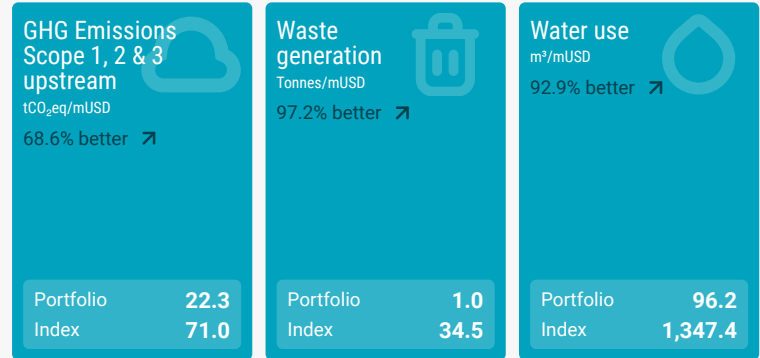 GHG Emissions
Scope 1, 2 & 3
upstream
tCO₂eq/mUSD
68.6% better
Portfolio 22.3
Index 71.0
Waste
generation
Tonnes/mUSD
97.2% better
Portfolio 1.0
Index 34.5
Water use
m³/mUSD
92.9% better
Portfolio 96.2
Index 1,347.4